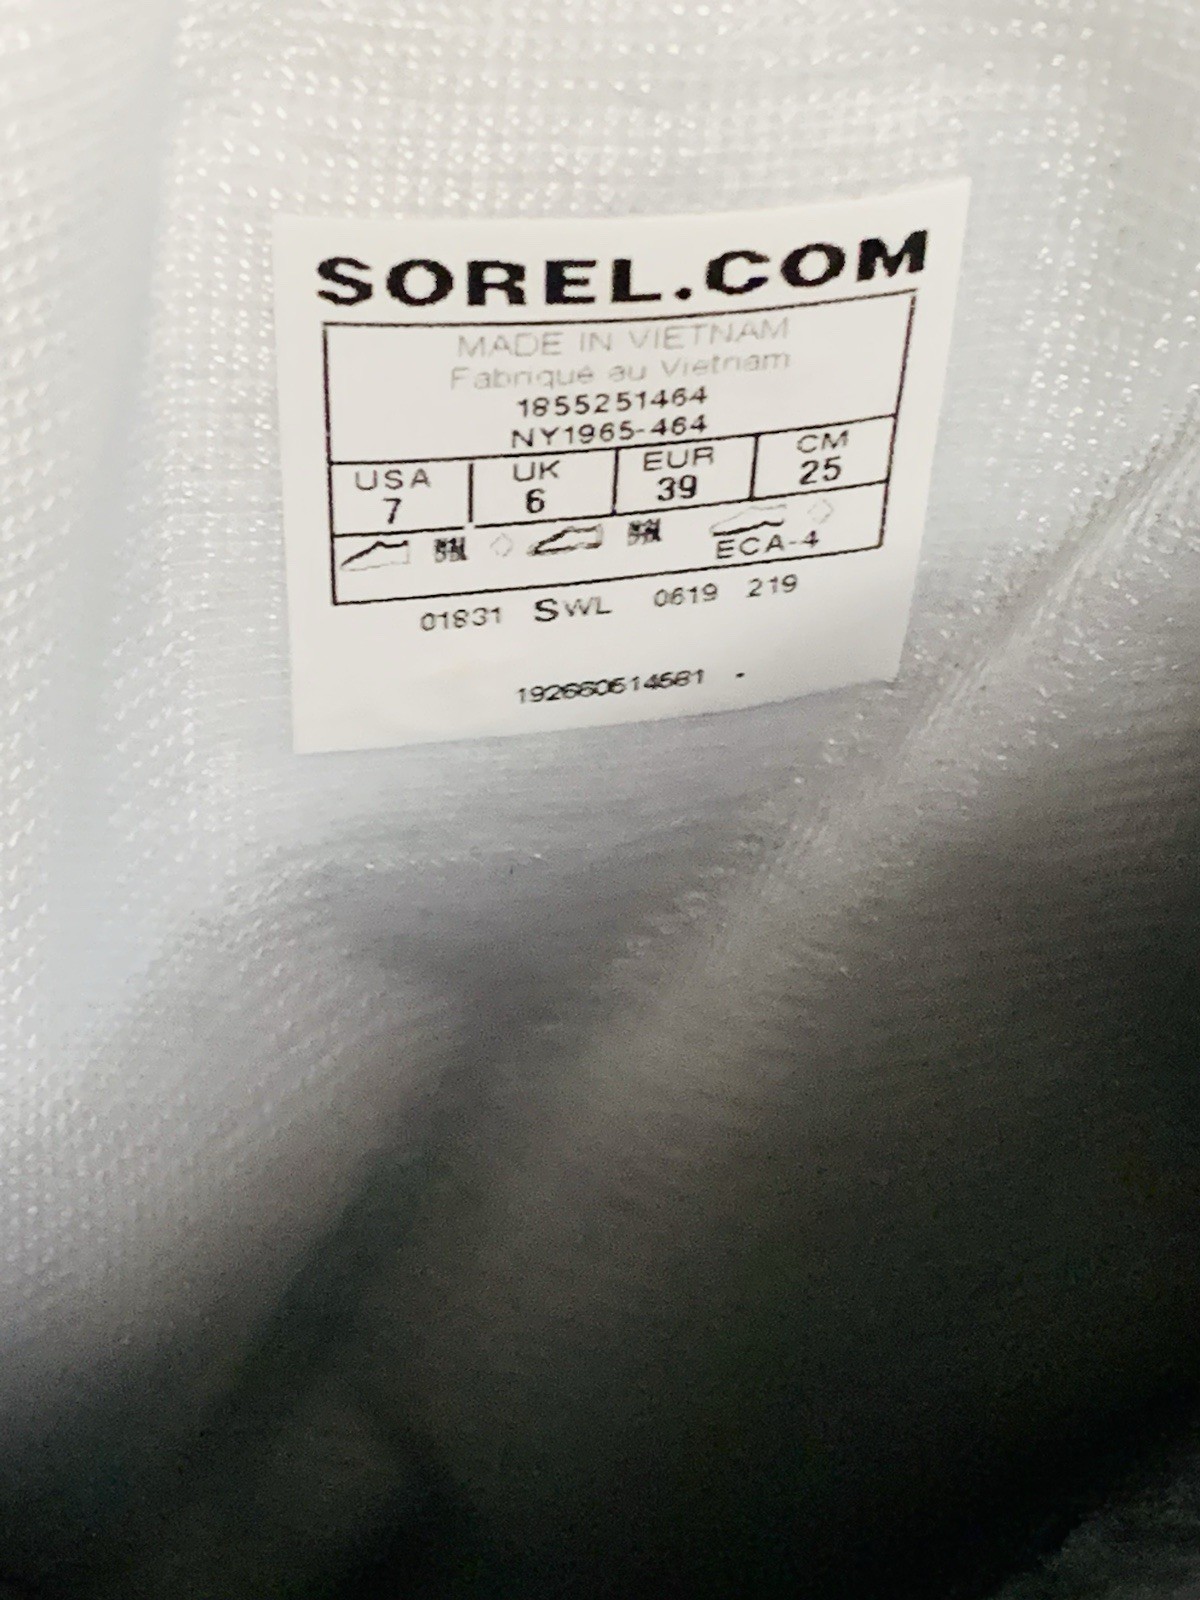 SOREL.COM
MADE IN VIETNAM
Fabriqué au Vietnam
1855251464
NY1965-464
USA UK EUR CM
7 6 39 25
ECA-4
01831 SWL 0619 219